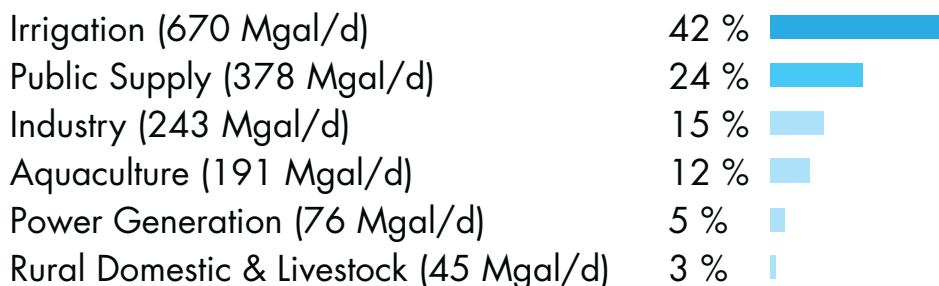 Irrigation (670 Mgal/d) 42 %
Public Supply (378 Mgal/d) 24 %
Industry (243 Mgal/d) 15 %
Aquaculture (191 Mgal/d) 12 %
Power Generation (76 Mgal/d) 5 %
Rural Domestic & Livestock (45 Mgal/d) 3 %